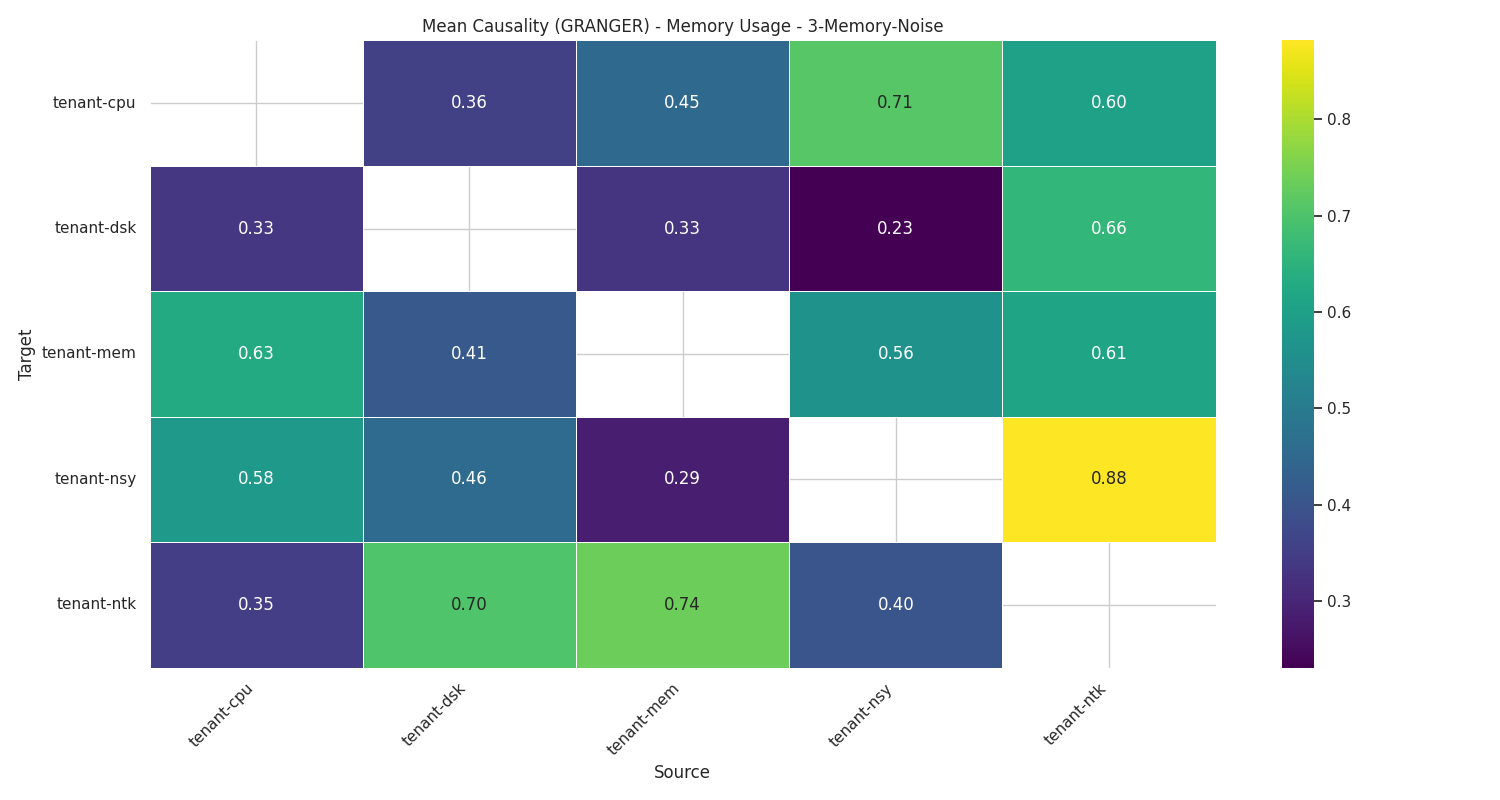 Mean Causality (GRANGER) - Memory Usage - 3-Memory-Noise
Target
tenant-cpu 0.36 0.45 0.71 0.60
tenant-dsk 0.33 0.33 0.23 0.66
tenant-mem 0.63 0.41 0.56 0.61
tenant-nsy 0.58 0.46 0.29 0.88
tenant-ntk 0.35 0.70 0.74 0.40
tenant-cpu tenant-dsk tenant-mem tenant-nsy tenant-ntk
Source
0.8
0.7
0.6
0.5
0.4
0.3